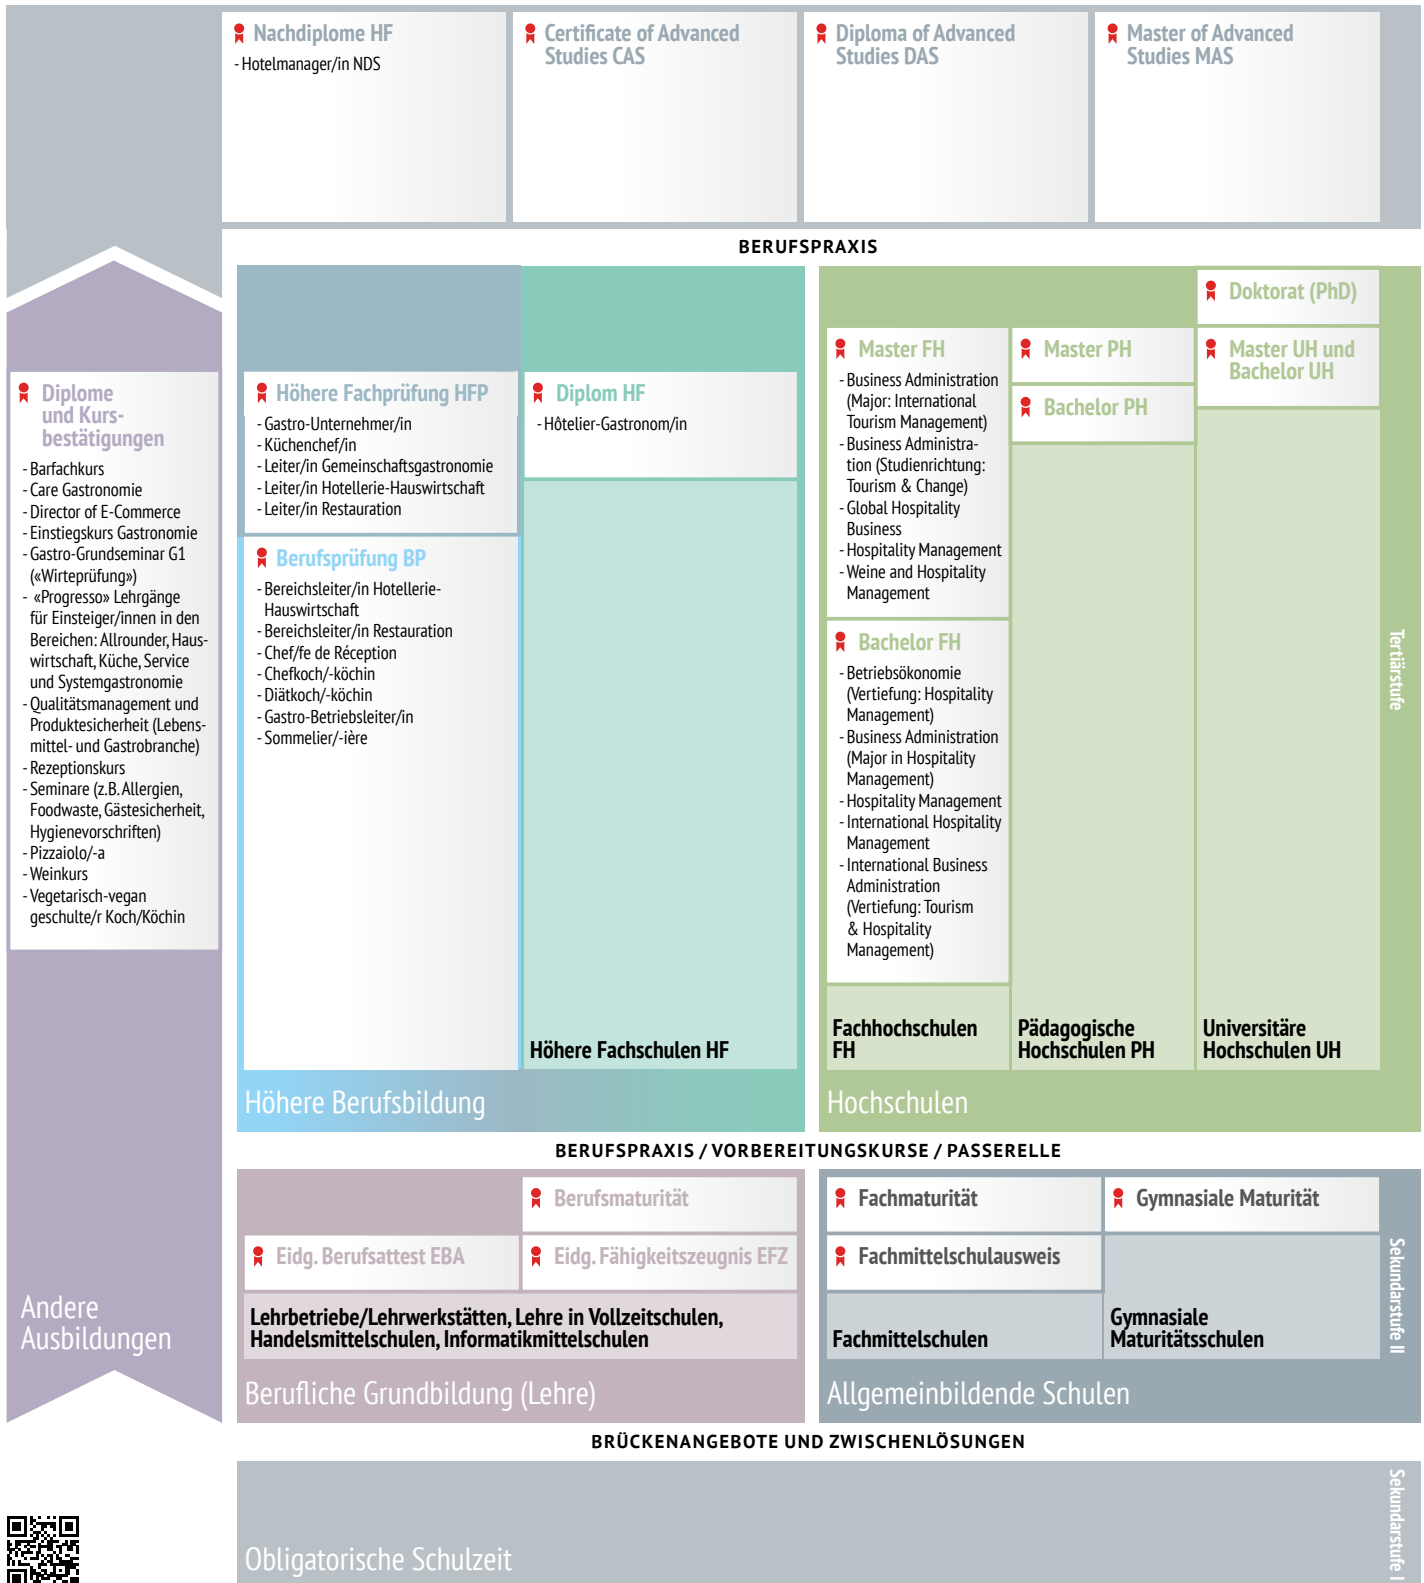 Nachdiplome HF
- Hotelmanager/in NDS
Certificate of Advanced
Studies CAS
Diploma of Advanced
Studies DAS
Master of Advanced
Studies MAS
BERUFSPRAXIS
Diplome
und Kurs-
bestätigungen
- Barfachkurs
- Care Gastronomie
- Director of E-Commerce
- Einstiegskurs Gastronomie
- Gastro-Grundseminar G1
(«Wirteprüfung»)
- «Progresso» Lehrgänge
für Einsteiger/innen in den
Bereichen: Allrounder, Haus-
wirtschaft, Küche, Service
und Systemgastronomie
- Qualitätsmanagement und
Produktesicherheit (Lebens-
mittel- und Gastrobranche)
- Rezeptionskurs
- Seminare (z.B. Allergien,
Foodwaste, Gästesicherheit,
Hygienevorschriften)
- Pizzaiolo/-a
- Weinkurs
- Vegetarisch-vegan
geschulte/r Koch/Köchin
Andere
Ausbildungen
Höhere Fachprüfung HFP
- Gastro-Unternehmer/in
- Küchenchef/in
- Leiter/in Gemeinschaftsgastronomie
- Leiter/in Hotellerie-Hauswirtschaft
- Leiter/in Restauration
Berufsprüfung BP
- Bereichsleiter/in Hotellerie-
Hauswirtschaft
- Bereichsleiter/in Restauration
- Chef/fe de Réception
- Chefkoch/-köchin
- Diätkoch/-köchin
- Gastro-Betriebsleiter/in
- Sommelier/-ière
Diplom HF
- Hôtelier-Gastronom/in
Höhere Fachschulen HF
Höhere Berufsbildung
Master FH
- Business Administration
(Major: International
Tourism Management)
- Business Administra-
tion (Studienrichtung:
Tourism & Change)
- Global Hospitality
Business
- Hospitality Management
- Weine and Hospitality
Management
Bachelor FH
- Betriebsökonomie
(Vertiefung: Hospitality
Management)
- Business Administration
(Major in Hospitality
Management)
- Hospitality Management
- International Hospitality
Management
- International Business
Administration
(Vertiefung: Tourism
& Hospitality
Management)
Fachhochschulen
FH
Master PH
Bachelor PH
Pädagogische
Hochschulen PH
Doktorat (PhD)
Master UH und
Bachelor UH
Universitäre
Hochschulen UH
Hochschulen
Tertiärstufe
BERUFSPRAXIS / VORBEREITUNGSKURSE / PASSERELLE
Berufsmaturität
Eidg. Berufsattest EBA
Eidg. Fähigkeitszeugnis EFZ
Lehrbetriebe/Lehrwerkstätten, Lehre in Vollzeitschulen,
Handelsmittelschulen, Informatikmittelschulen
Berufliche Grundbildung (Lehre)
Fachmaturität
Fachmittelschulausweis
Fachmittelschulen
Gymnasiale Maturität
Gymnasiale
Maturitätsschulen
Allgemeinbildende Schulen
Sekundarstufe II
BRÜCKENANGEBOTE UND ZWISCHENLÖSUNGEN
Obligatorische Schulzeit
Sekundarstufe I